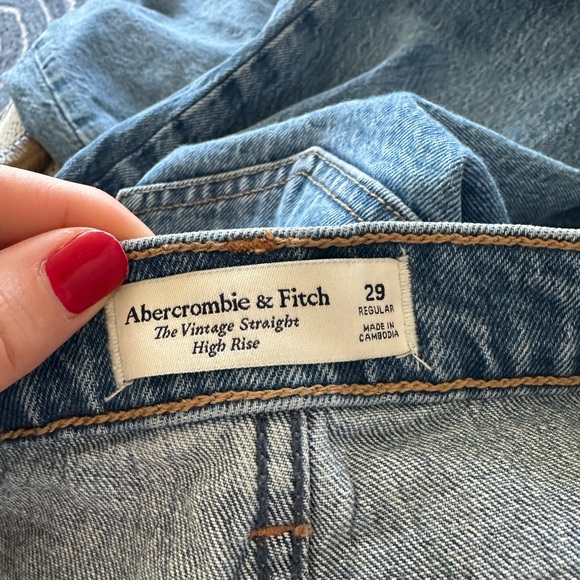 Abercrombie & Fitch
The Vintage Straight
High Rise
29
REGULAR
MADE IN
CAMBODIA